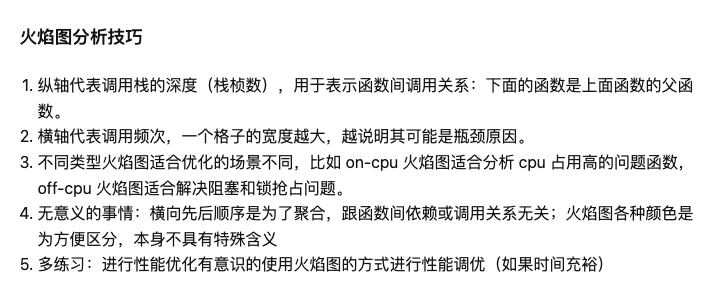 火焰图分析技巧
1. 纵轴代表调用栈的深度（栈桢数），用于表示函数间调用关系：下面的函数是上面函数的父函
数。
2. 横轴代表调用频次，一个格子的宽度越大，越说明其可能是瓶颈原因。
3. 不同类型火焰图适合优化的场景不同，比如 on-cpu 火焰图适合分析 cpu 占用高的问题函数，
off-cpu 火焰图适合解决阻塞和锁抢占问题。
4. 无意义的事情：横向先后顺序是为了聚合，跟函数间依赖或调用关系无关；火焰图各种颜色是
为方便区分，本身不具有特殊含义
5. 多练习：进行性能优化有意识的使用火焰图的方式进行性能调优（如果时间充裕）